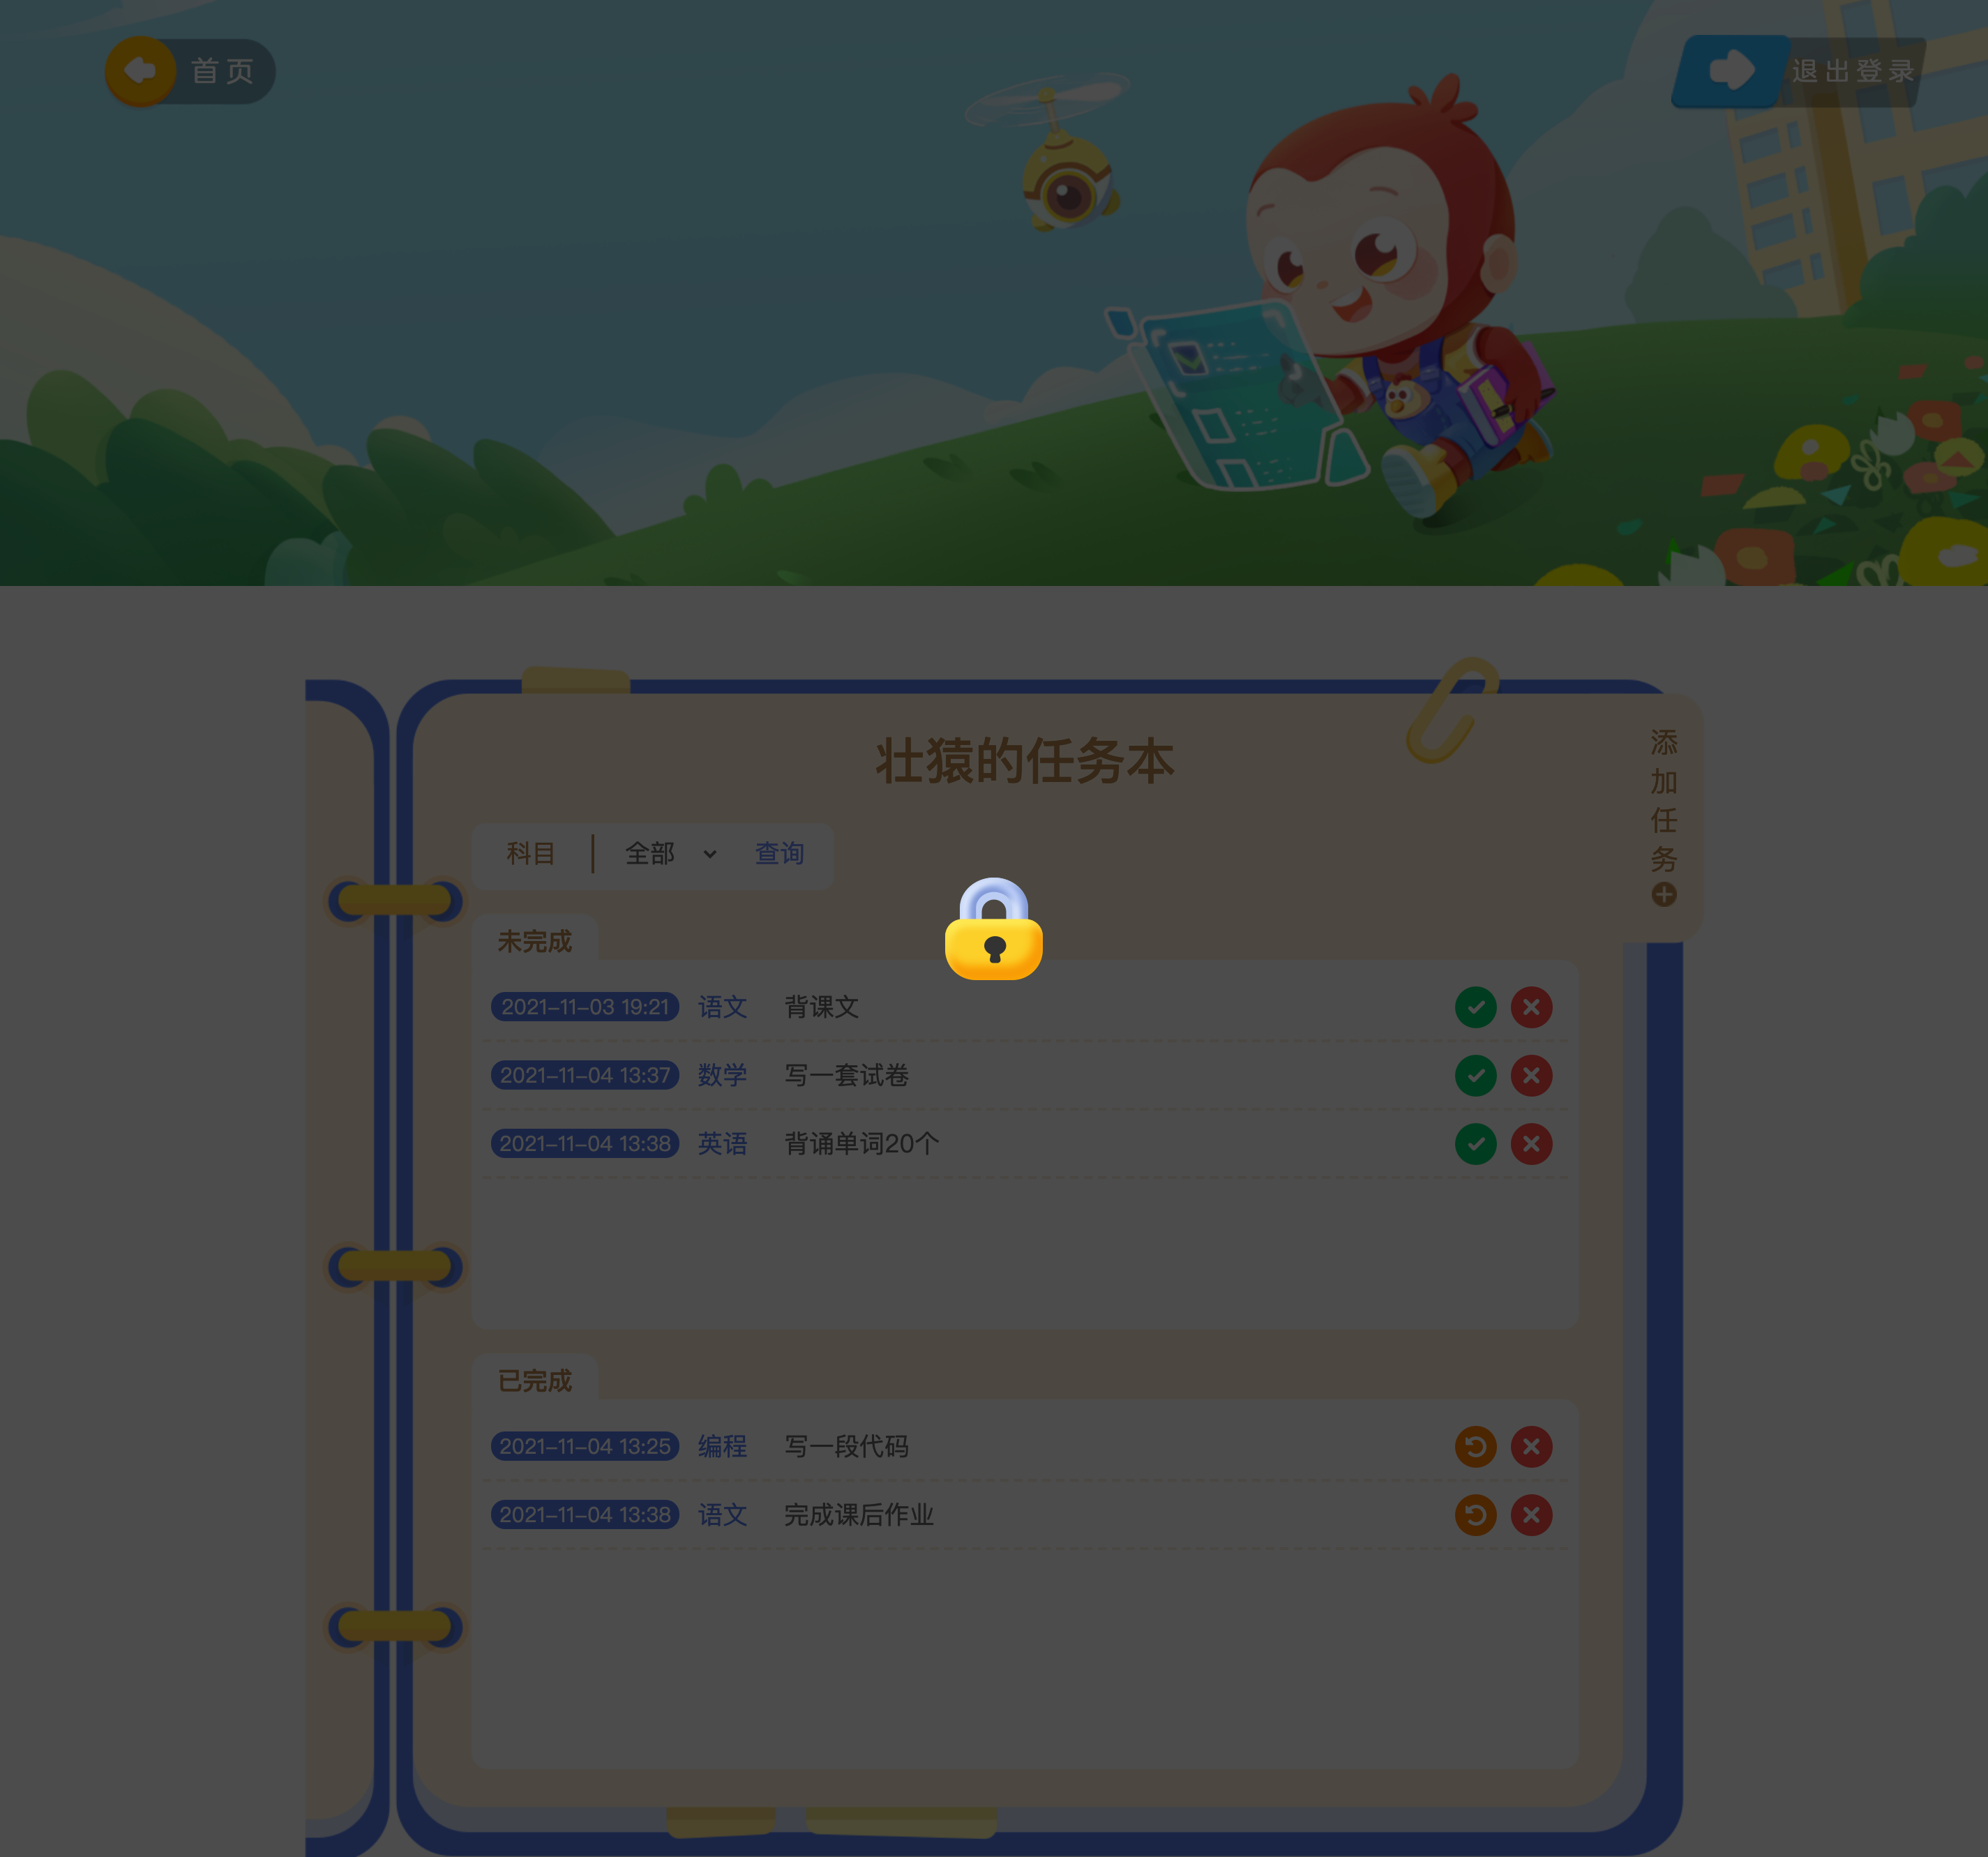 首页
退出登录
壮猿的任务本
添加任务
科目 全部 查询
未完成
2021-11-03 19:21 语文 背课文
2021-11-04 13:37 数学 写一套试卷
2021-11-04 13:38 英语 背诵单词20个
已完成
2021-11-04 13:25 编程 写一段代码
2021-11-04 13:38 语文 完成课后作业